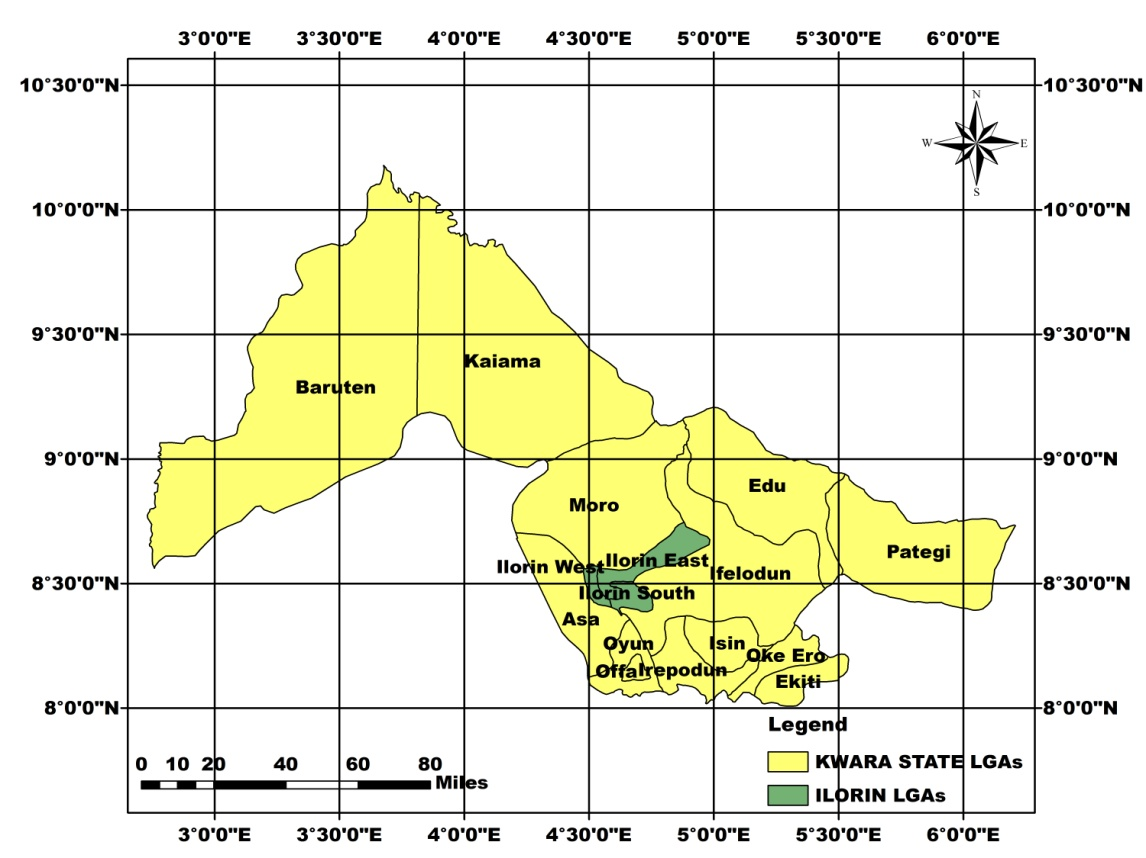 3°0'0"E 3°30'0"E 4°0'0"E 4°30'0"E 5°0'0"E 5°30'0"E 6°0'0"E
10°30'0"N 10°30'0"N
N
W E
S
10°0'0"N 10°0'0"N
9°30'0"N 9°30'0"N
Kaiama
Baruten
9°0'0"N 9°0'0"N
Edu
Moro
Pategi
Ilorin West Ilorin East
Ifelodun
8°30'0"N 8°30'0"N
Ilorin South
Asa
Oyun Isin
Oke Ero
Offa Irepodun
Ekiti
8°0'0"N 8°0'0"N
Legend
KWARA STATE LGAs
ILORIN LGAs
0 10 20 40 60 80
Miles
3°0'0"E 3°30'0"E 4°0'0"E 4°30'0"E 5°0'0"E 5°30'0"E 6°0'0"E